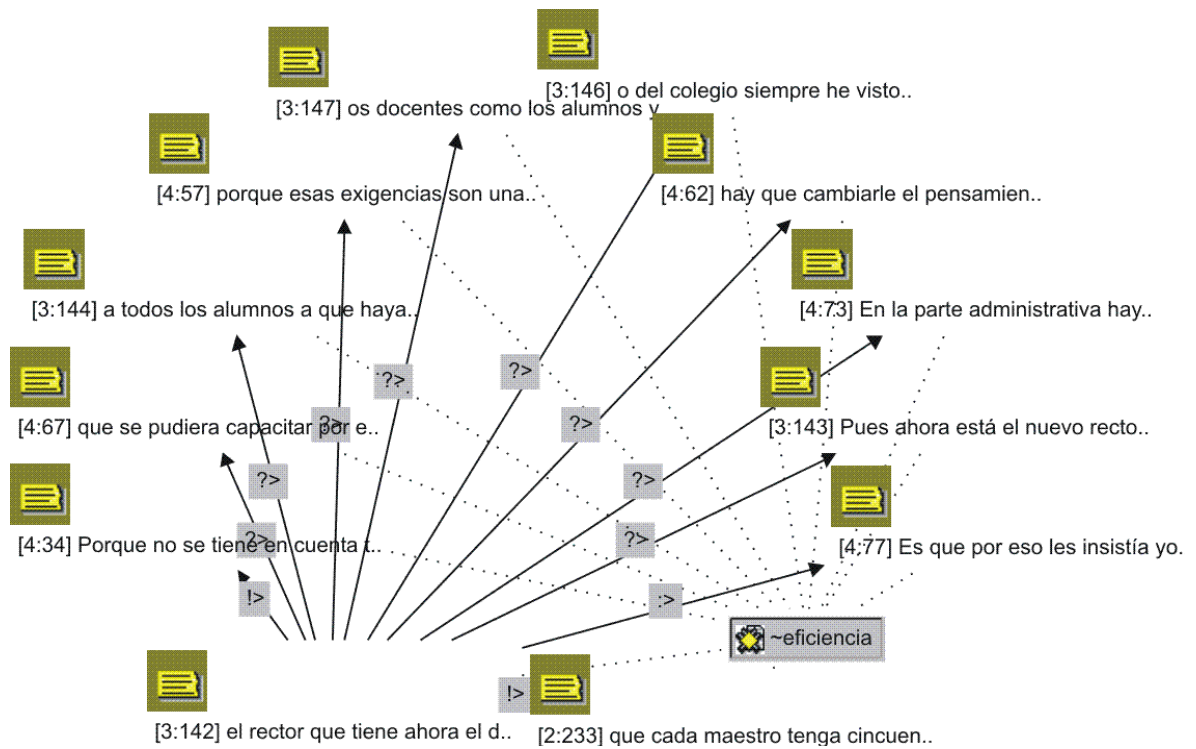 [3:146] o del colegio siempre he visto..
[3:147] os docentes como los alumnos y
[4:57] porque esas exigencias son una..
[4:62] hay que cambiarle el pensamien..
[3:144] a todos los alumnos a que haya..
[4:73] En la parte administrativa hay..
?>
?>
[4:67] que se pudiera capacitar por e..
?>
?>
[3:143] Pues ahora está el nuevo recto..
?>
?>
[4:34] Porque no se tiene en cuenta t..
?>
?>
[4:77] Es que por eso les insistía yo.
!>
:>
~eficiencia
!>
[3:142] el rector que tiene ahora el d..
[2:233] que cada maestro tenga cincuen..